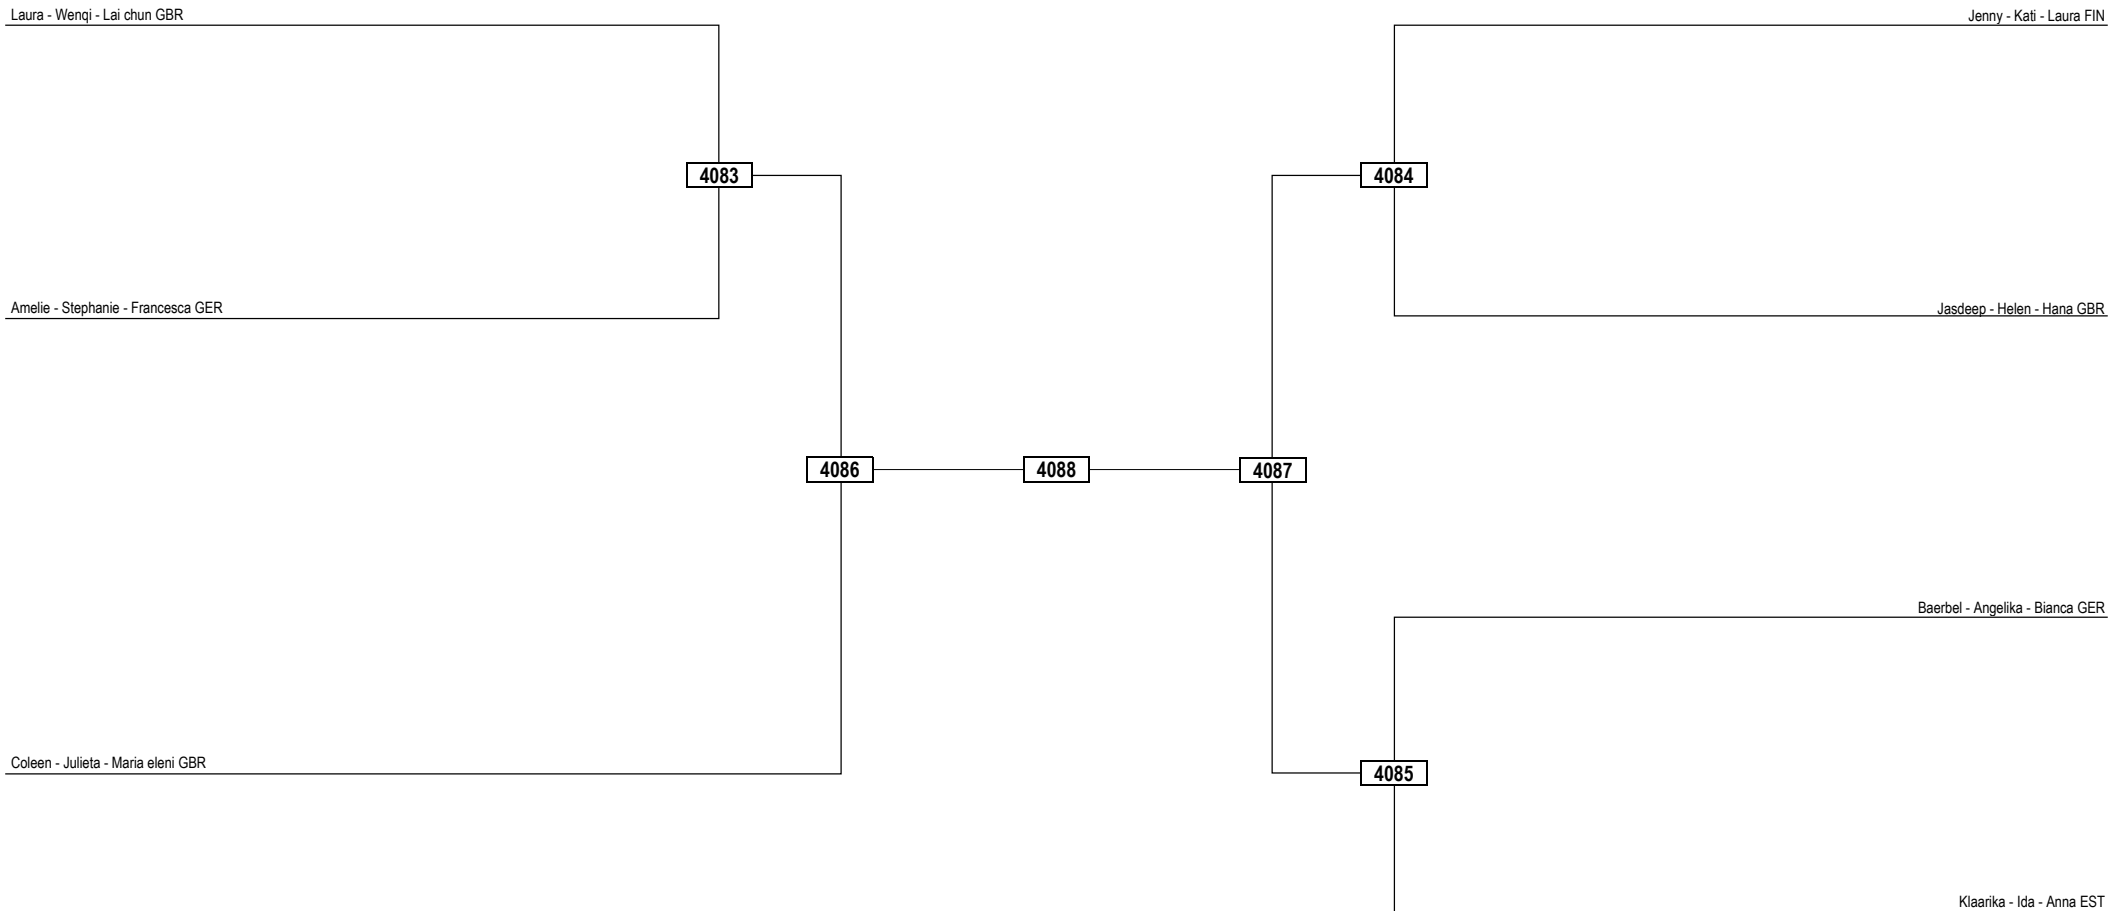 Laura - Wenqi - Lai chun GBR
Jenny - Kati - Laura FIN
4083
4084
Amelie - Stephanie - Francesca GER
Jasdeep - Helen - Hana GBR
4086
4088
4087
Baerbel - Angelika - Bianca GER
Coleen - Julieta - Maria eleni GBR
4085
Klaarika - Ida - Anna EST